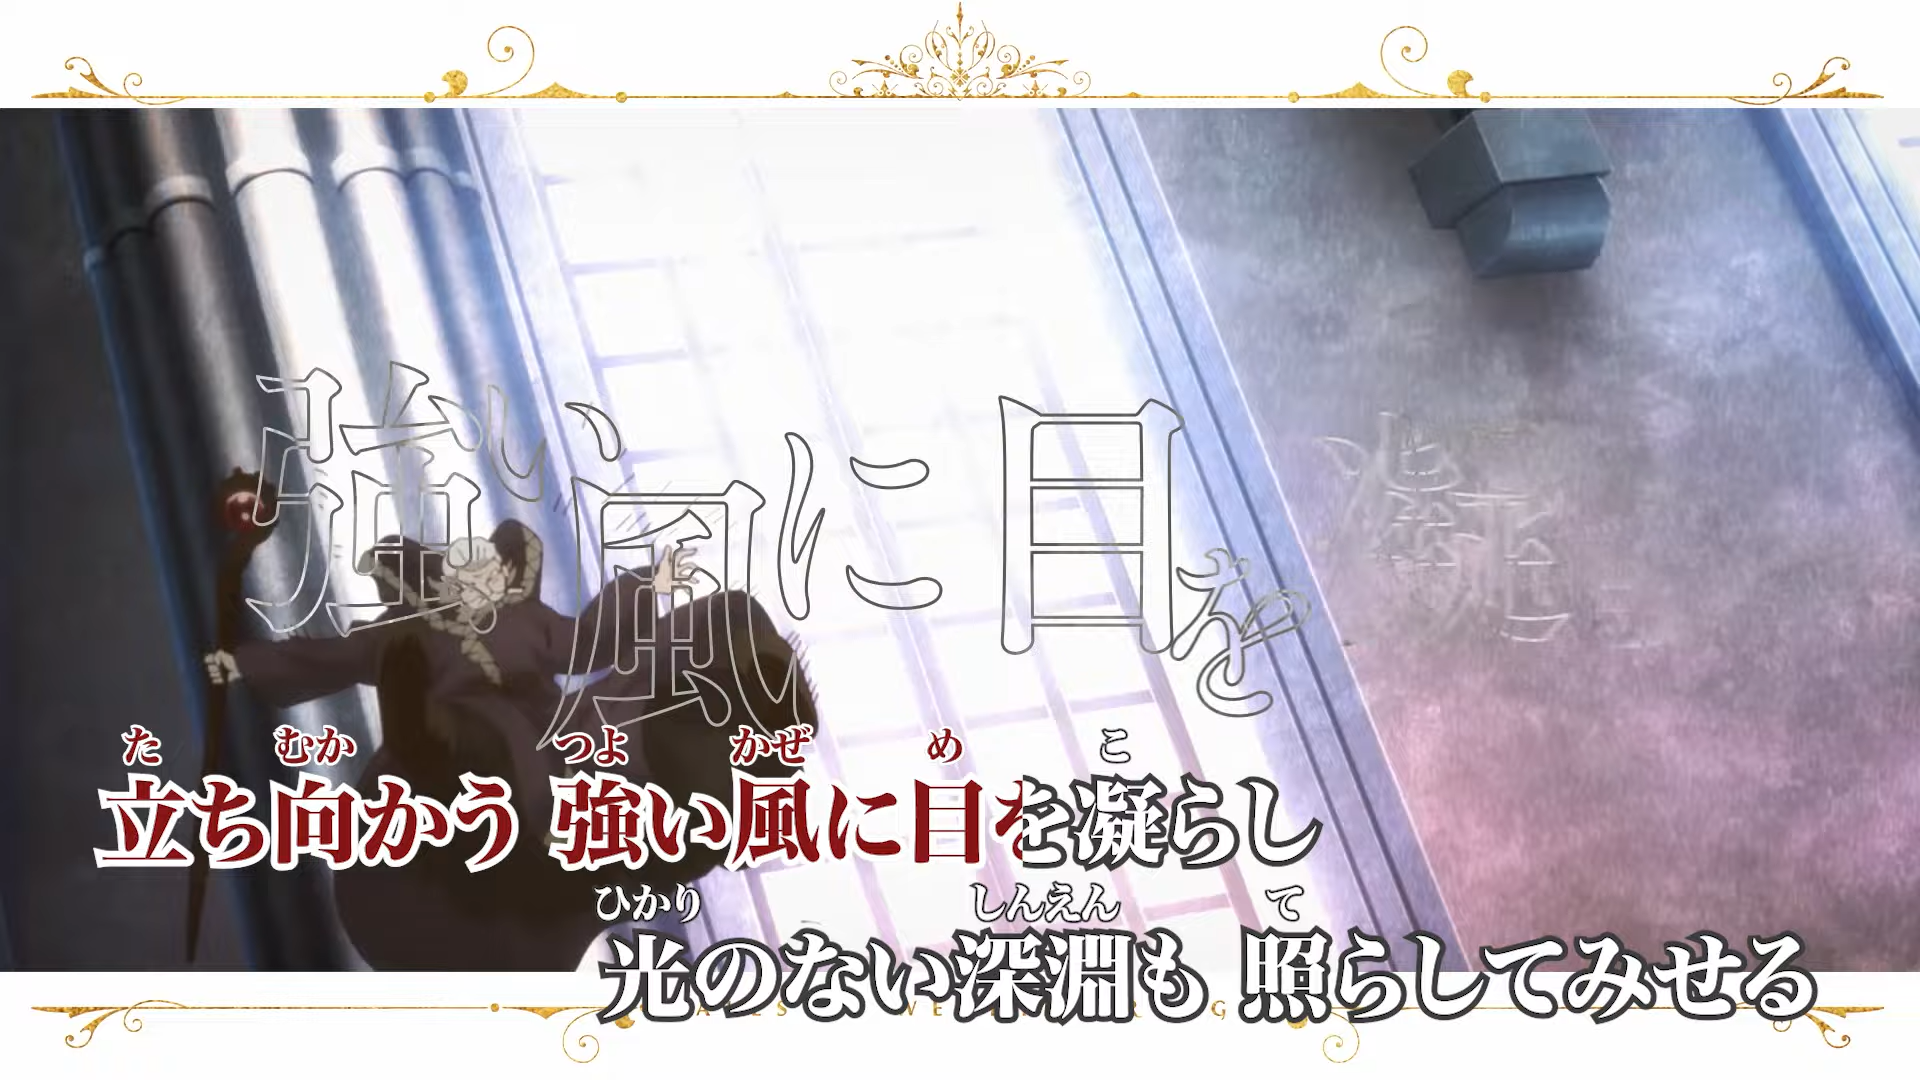 強い風に目を凝
た むか つよ かぜ め こ
立ち向かう 強い風に目を凝らし
ひかり しんえん て
光のない深淵も 照らしてみせる